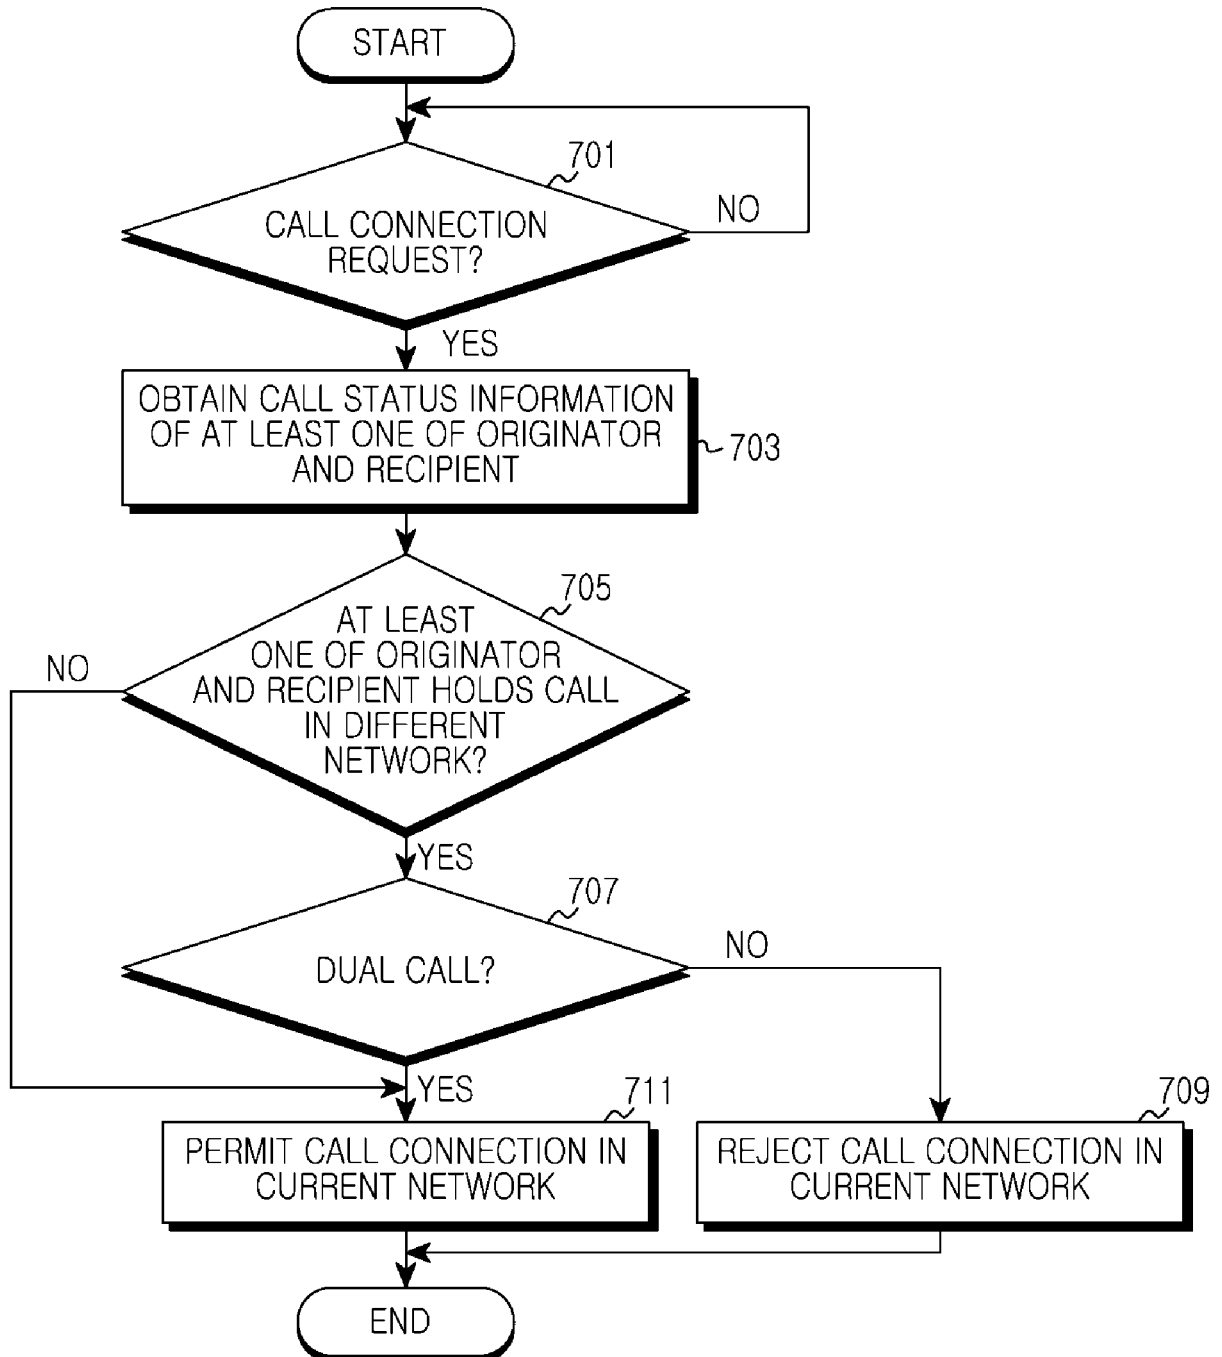 START
701
CALL CONNECTION
REQUEST?
NO
YES
OBTAIN CALL STATUS INFORMATION
OF AT LEAST ONE OF ORIGINATOR
AND RECIPIENT
703
705
AT LEAST
ONE OF ORIGINATOR
AND RECIPIENT HOLDS CALL
IN DIFFERENT
NETWORK?
NO
YES
707
DUAL CALL?
NO
YES
711
PERMIT CALL CONNECTION IN
CURRENT NETWORK
709
REJECT CALL CONNECTION IN
CURRENT NETWORK
END